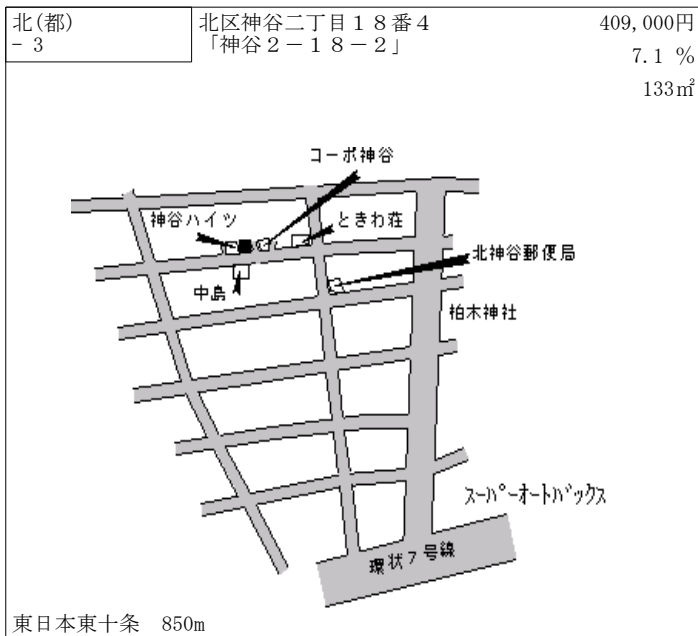 北(都)
- 3
北区神谷二丁目１８番４
「神谷２－１８－２」
409,000円
7.1 %
133㎡
コーポ神谷
神谷ハイツ
ときわ荘
北神谷郵便局
中島
柏木神社
スーパーオートバックス
環状７号線
東日本東十条 850m